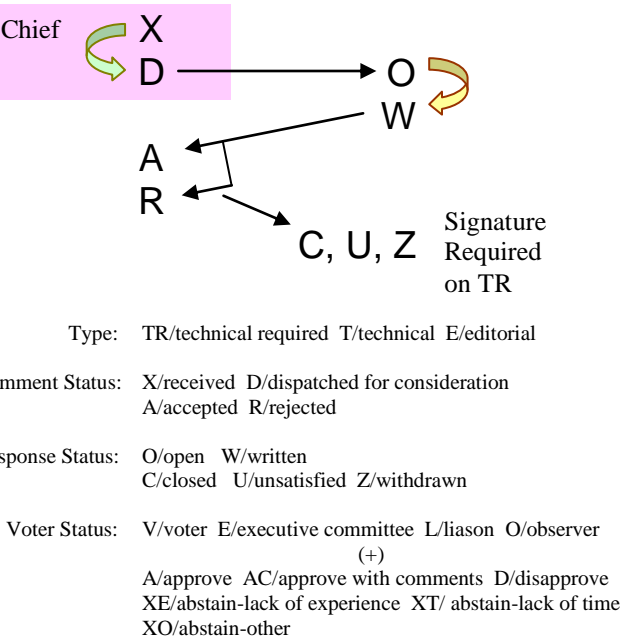 Chief X
D O
W
A
R
C, U, Z
Signature
Required
on TR
Type: TR/technical required T/technical E/editorial
mment Status: X/received D/dispatched for consideration
A/accepted R/rejected
sponse Status: O/open W/written
C/closed U/unsatisfied Z/withdrawn
Voter Status: V/voter E/executive committee L/liason O/observer
(+)
A/approve AC/approve with comments D/disapprove
XE/abstain-lack of experience XT/ abstain-lack of time
XO/abstain-other